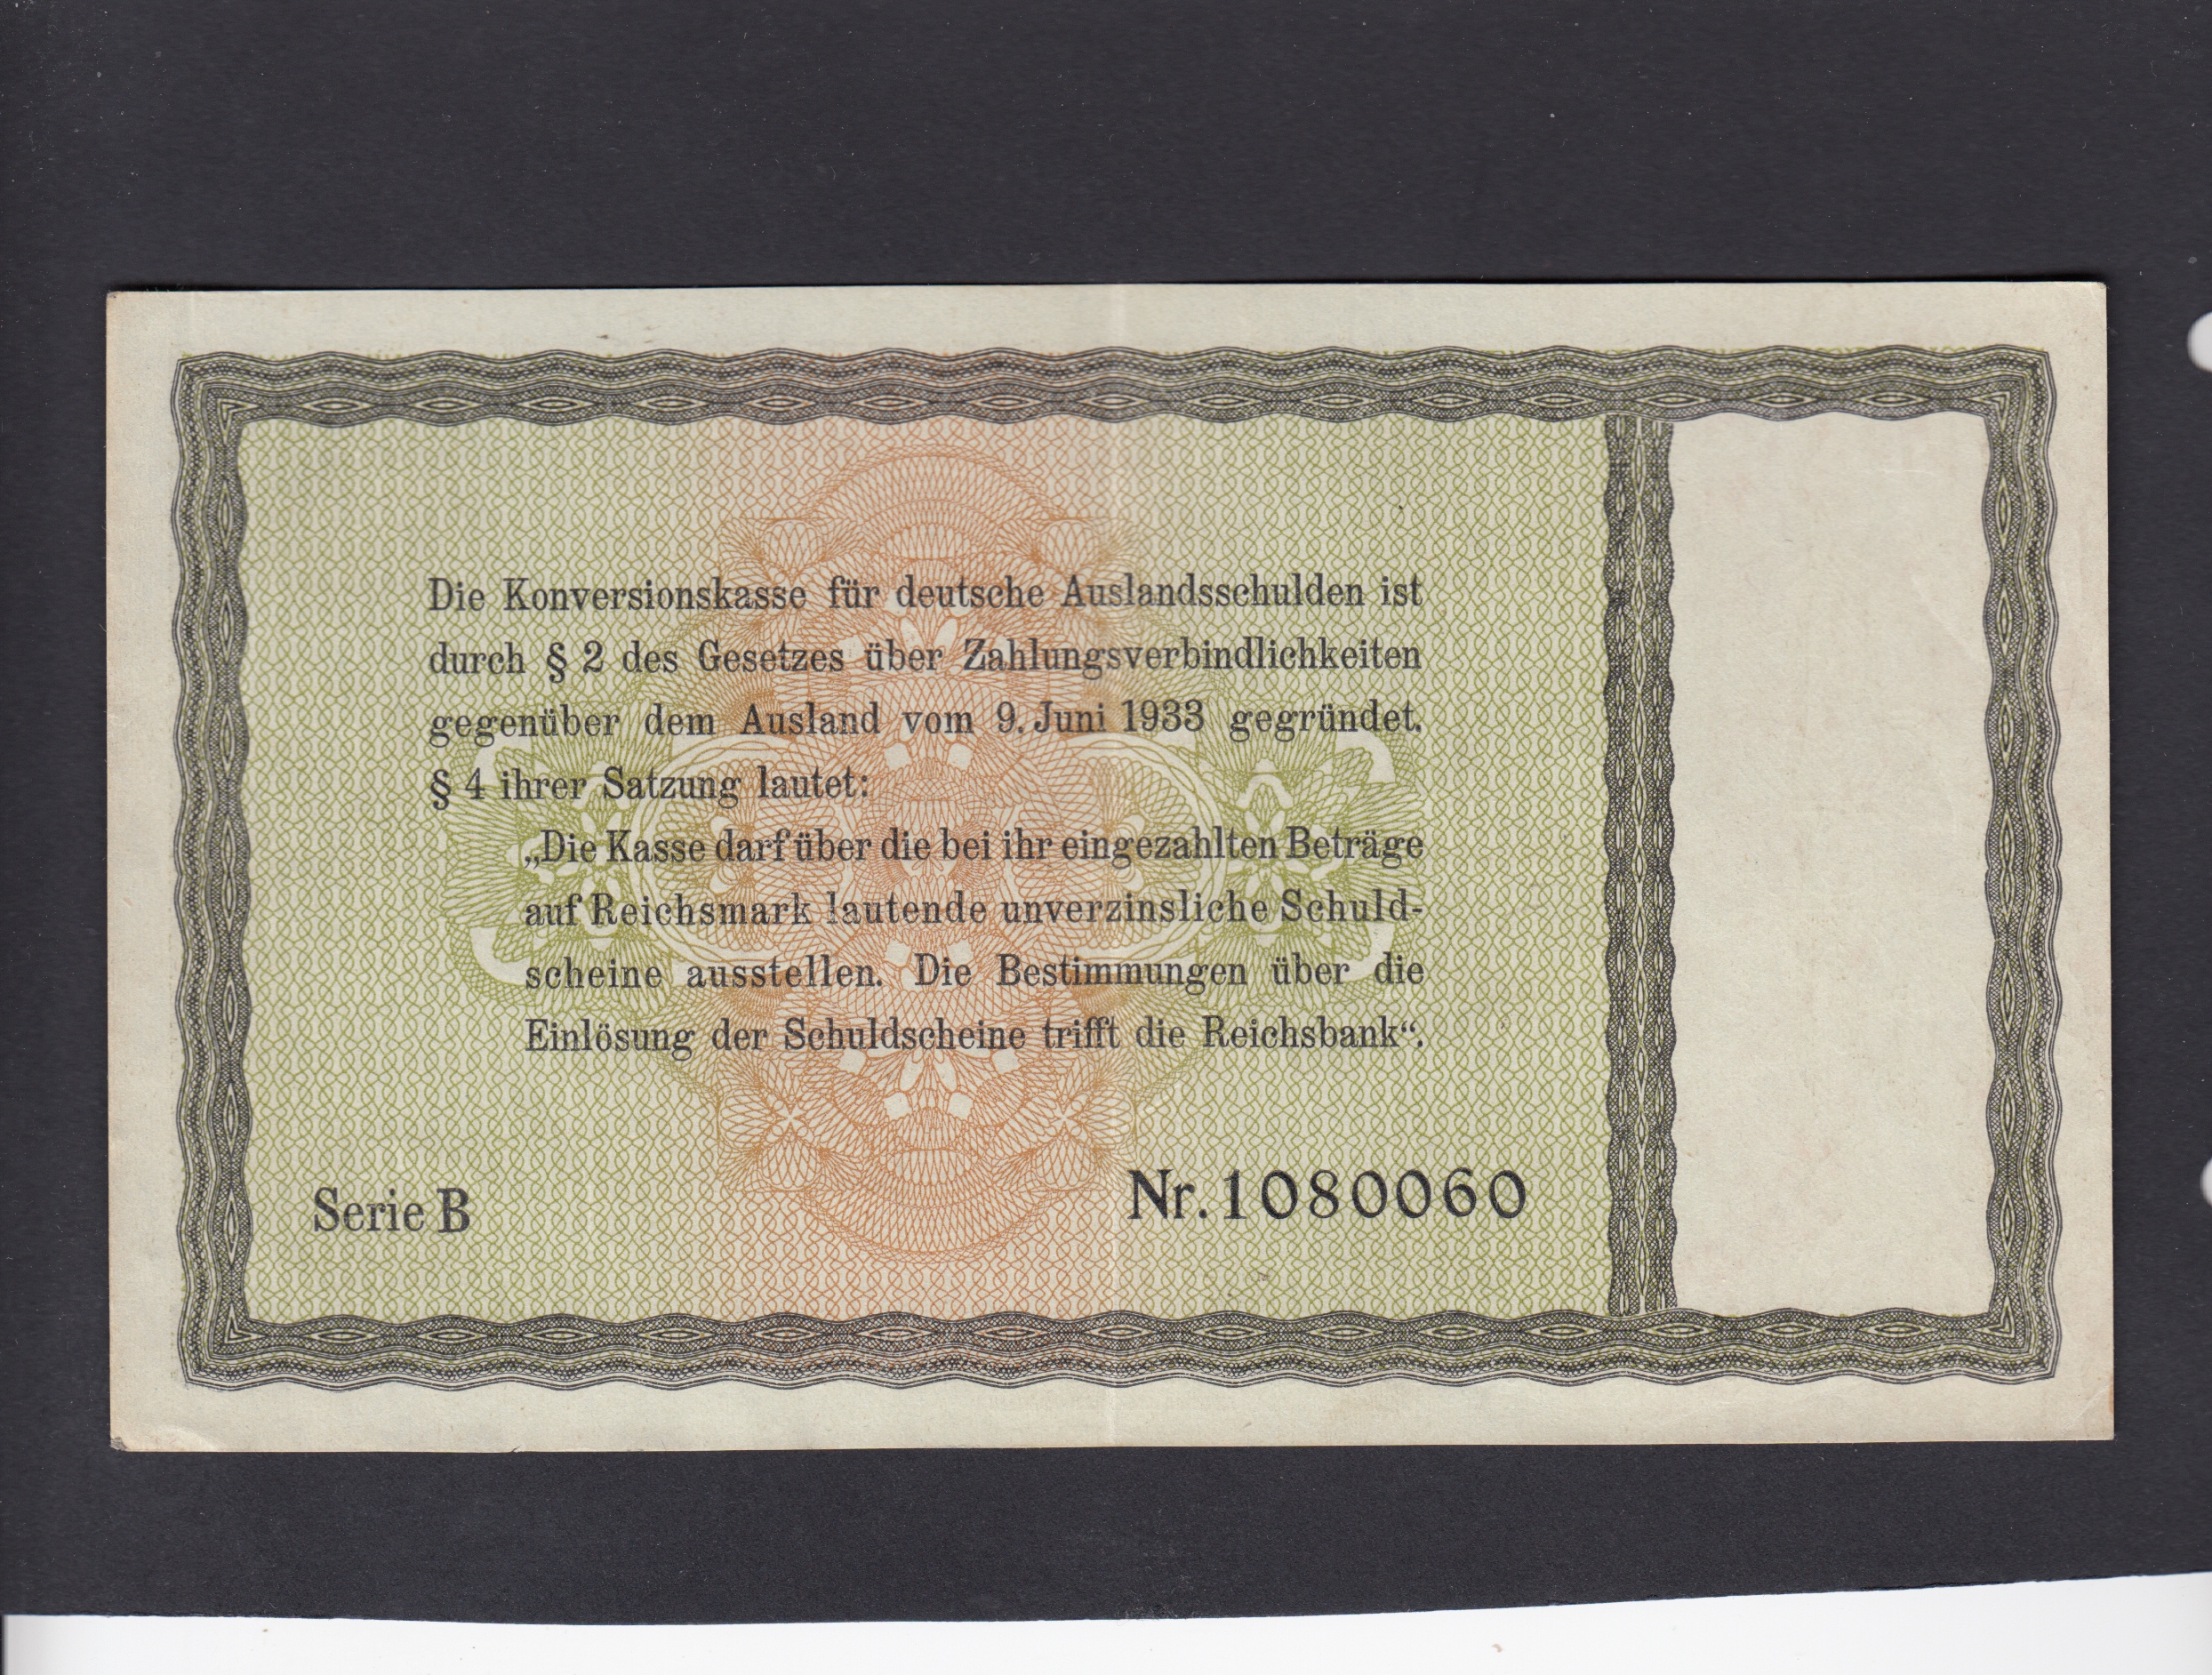 Die Konversionskasse für deutsche Auslandsschulden ist
durch § 2 des Gesetzes über Zahlungsverbindlichkeiten
gegenüber dem Ausland vom 9. Juni 1933 gegründet.
§ 4 ihrer Satzung lautet:
„Die Kasse darf über die bei ihr eingezahlten Beträge
auf Reichsmark lautende unverzinsliche Schuld-
scheine ausstellen. Die Bestimmungen über die
Einlösung der Schuldscheine trifft die Reichsbank“.
Serie B
Nr. 1080060